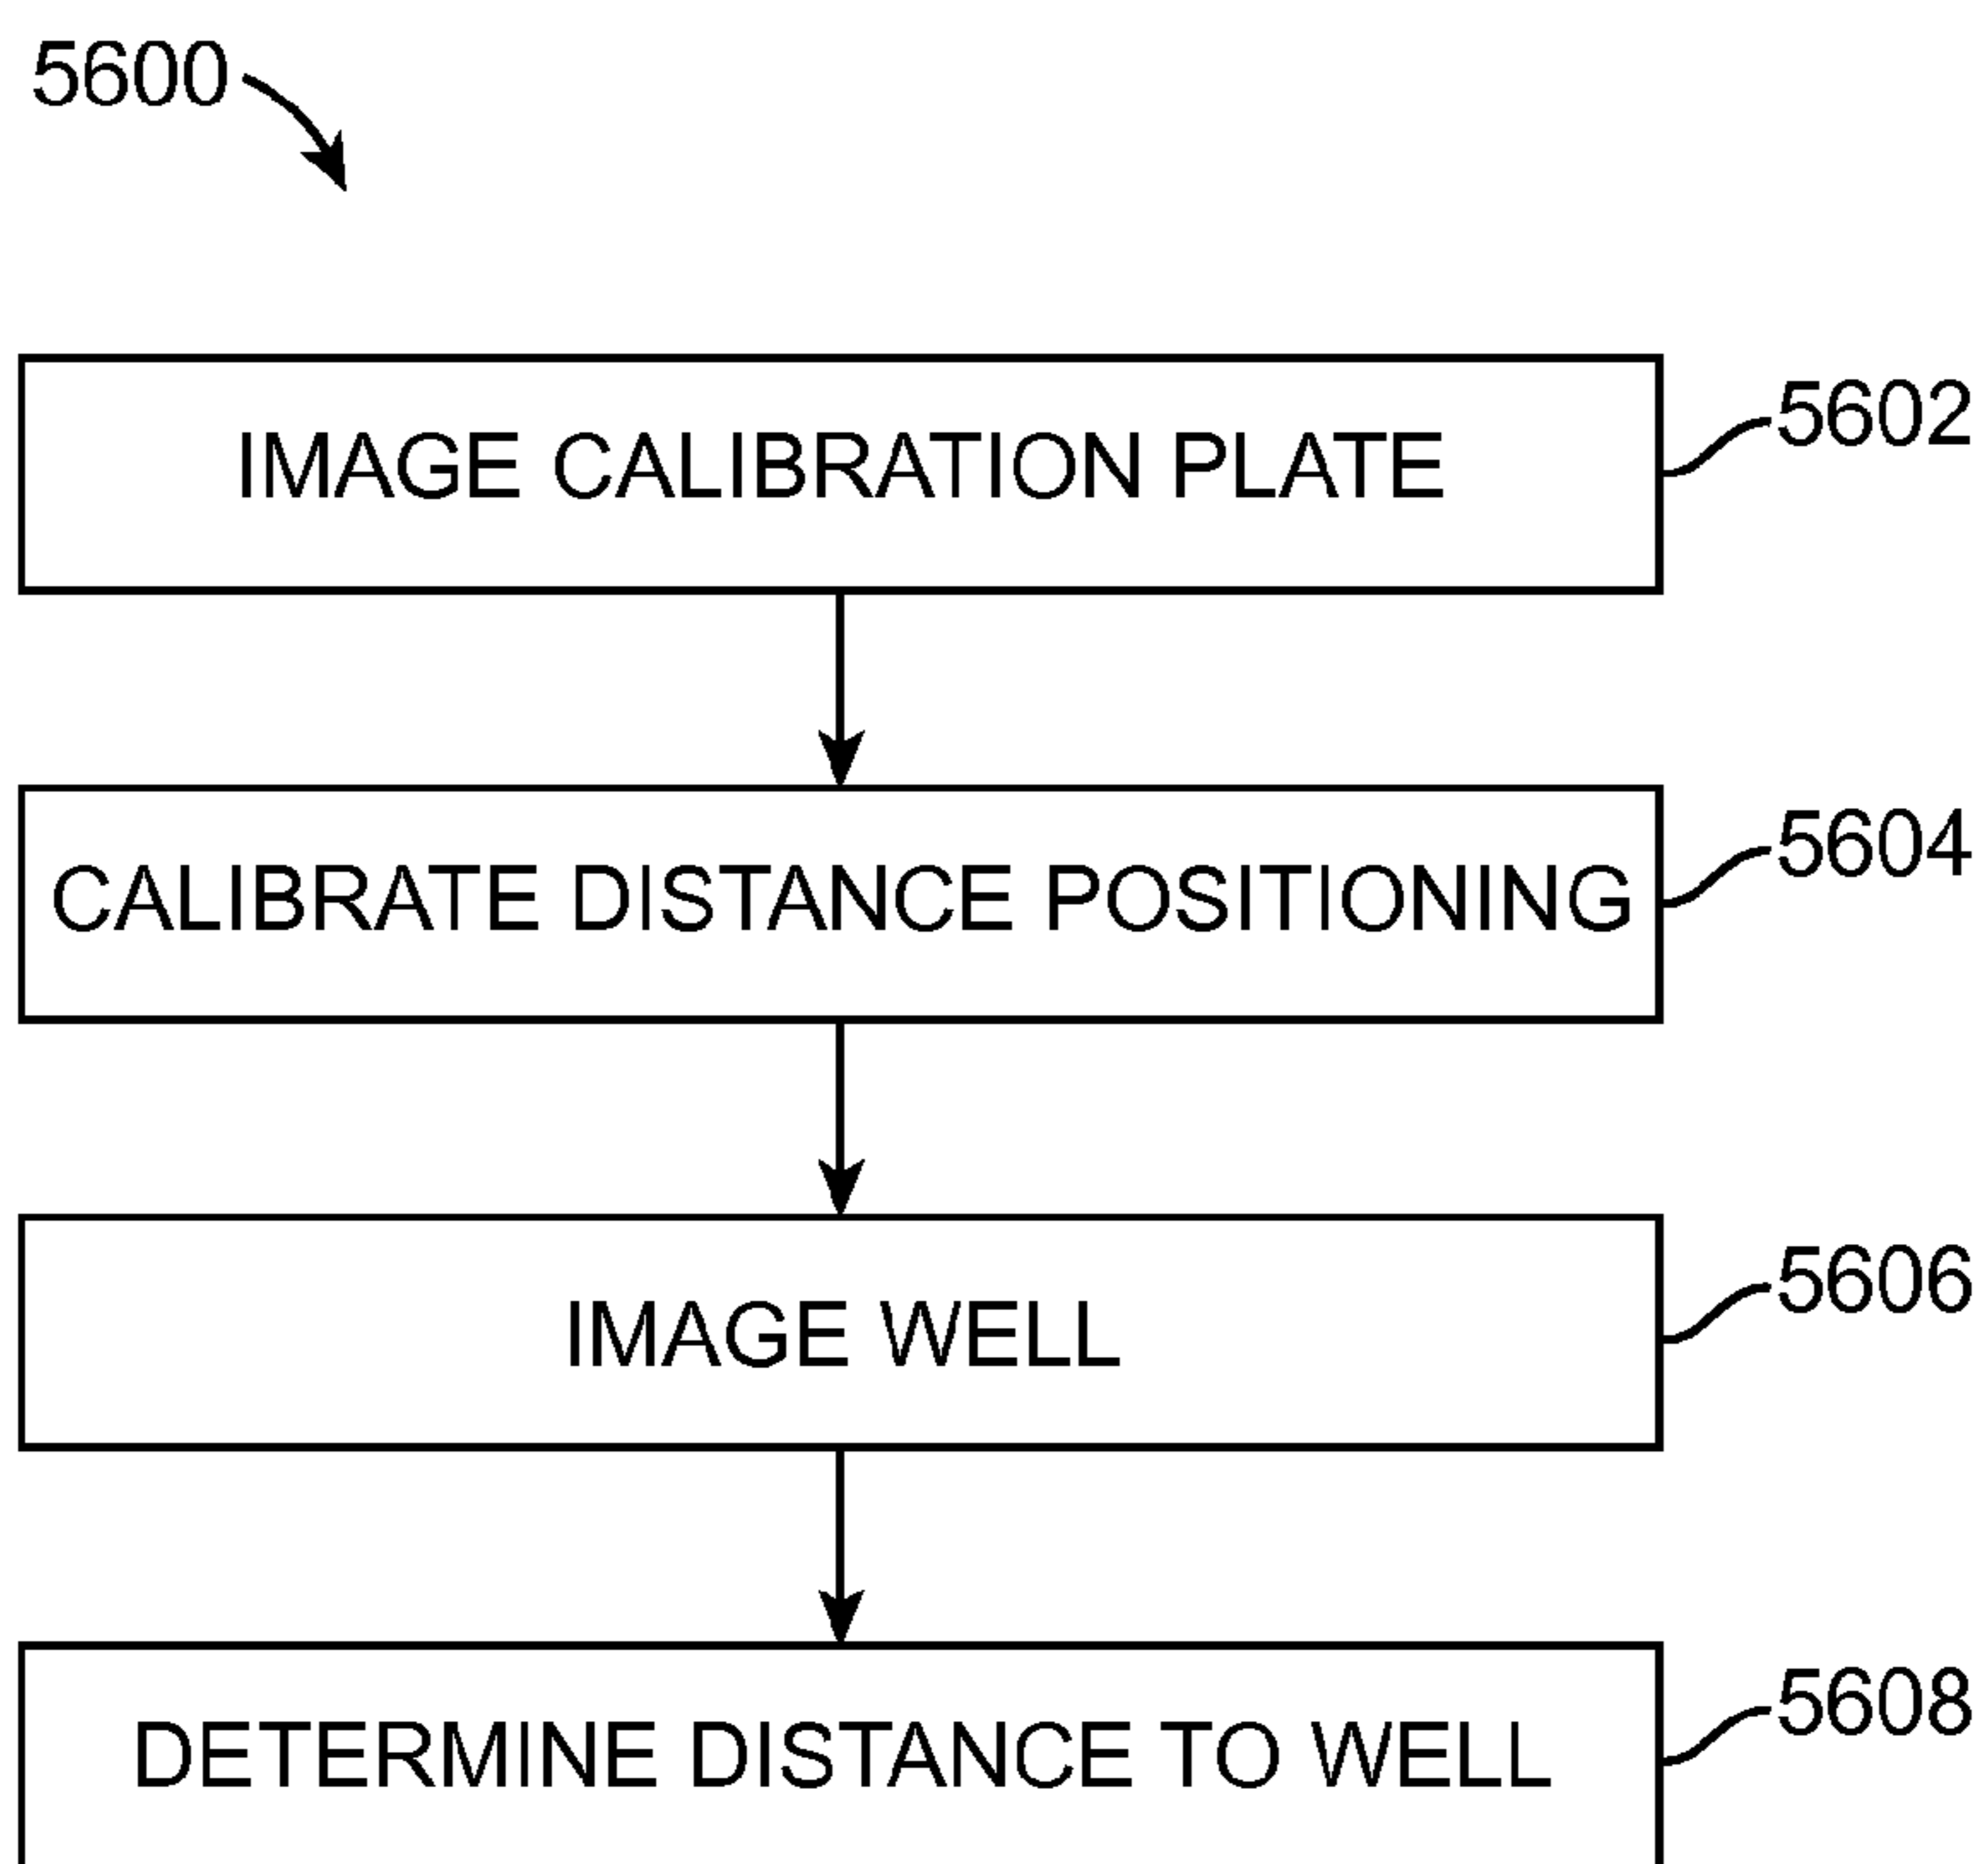 5600
IMAGE CALIBRATION PLATE
5602
CALIBRATE DISTANCE POSITIONING
5604
IMAGE WELL
5606
DETERMINE DISTANCE TO WELL
5608